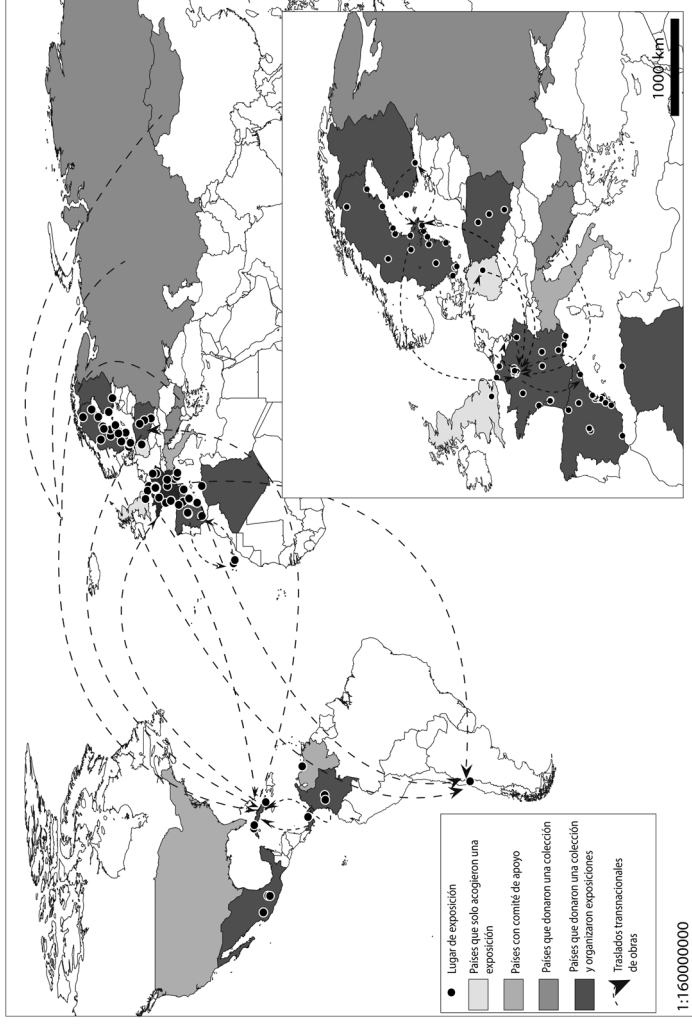 Lugar de exposición
Países que solo acogieron una
exposición
Países con comité de apoyo
Países que donaron una colección
Países que donaron una colección
y organizaron exposiciones
Traslados transnacionales
de obras
1:160000000
1000 km